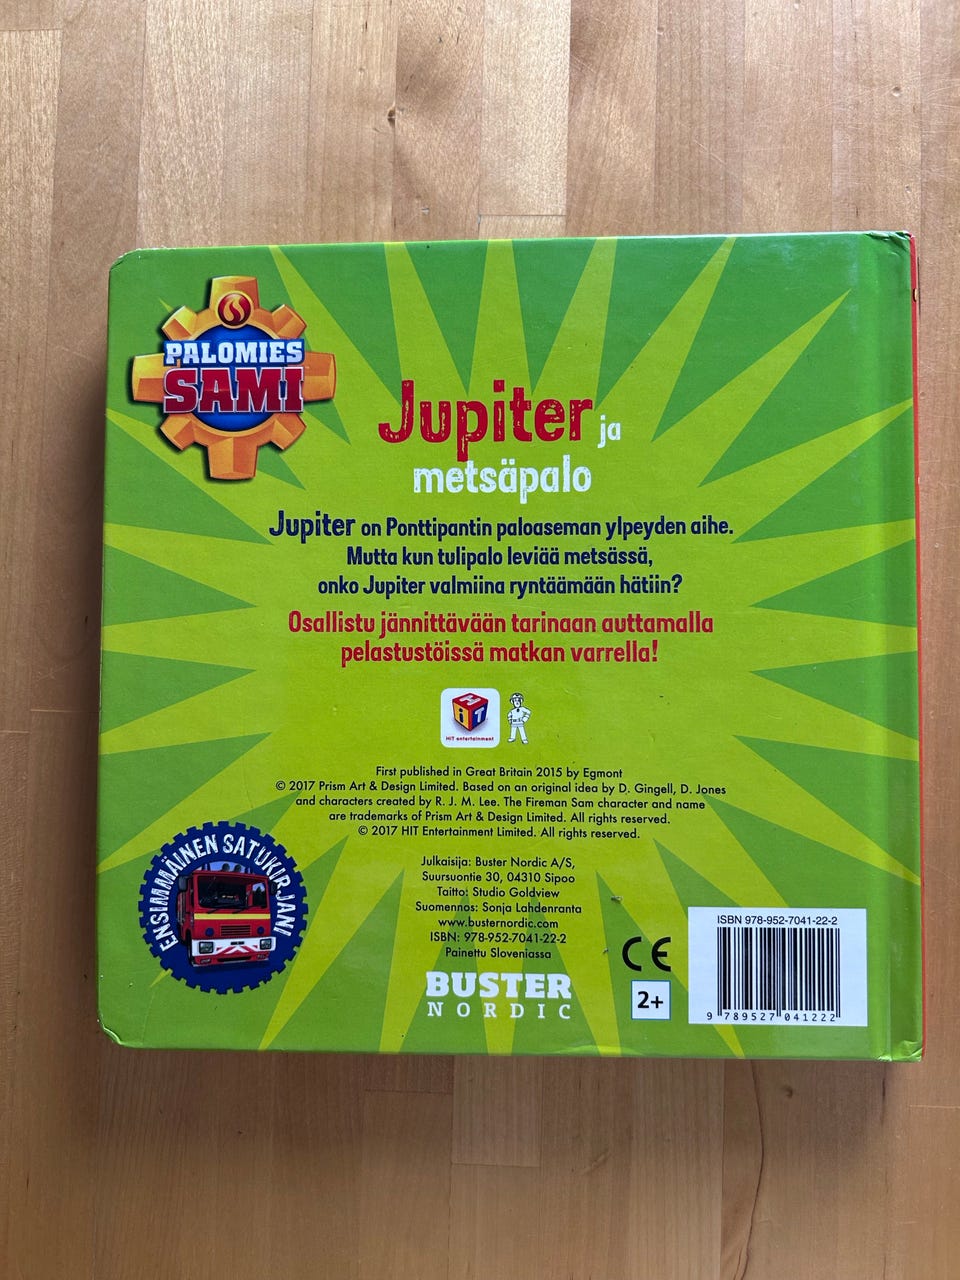 PALOMIES
SAMI
Jupiter ja
metsäpalo
Jupiter on Ponttipantin paloaseman ylpeyden aihe.
Mutta kun tulipalo leviää metsässä,
onko Jupiter valmiina ryntäämään hätiin?
Osallistu jännittävään tarinaan auttamalla
pelastustöissä matkan varrella!
HiT
HiT entertainment
First published in Great Britain 2015 by Egmont
© 2017 Prism Art & Design Limited. Based on an original idea by D. Gingell, D. Jones
and characters created by R. J. M. Lee. The Fireman Sam character and name
are trademarks of Prism Art & Design Limited. All rights reserved.
© 2017 HIT Entertainment Limited. All rights reserved.
ENSIMMÄINEN SATUKIRJANI
Julkaisija: Buster Nordic A/S,
Suursuontie 30, 04310 Sipoo
Taitto: Studio Goldview
Suomennos: Sonja Lahdenranta
www.busternordic.com
ISBN: 978-952-7041-22-2
Painettu Sloveniassa
BUSTER
NORDIC
CE
2+
ISBN 978-952-7041-22-2
9 789527 041222